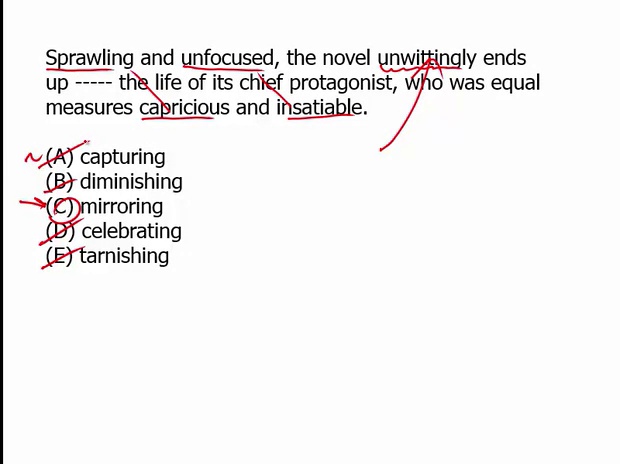 Sprawling and unfocused, the novel unwittingly ends
up ----- the life of its chief protagonist, who was equal
measures capricious and insatiable.
(A) capturing
(B) diminishing
(C) mirroring
(D) celebrating
(E) tarnishing